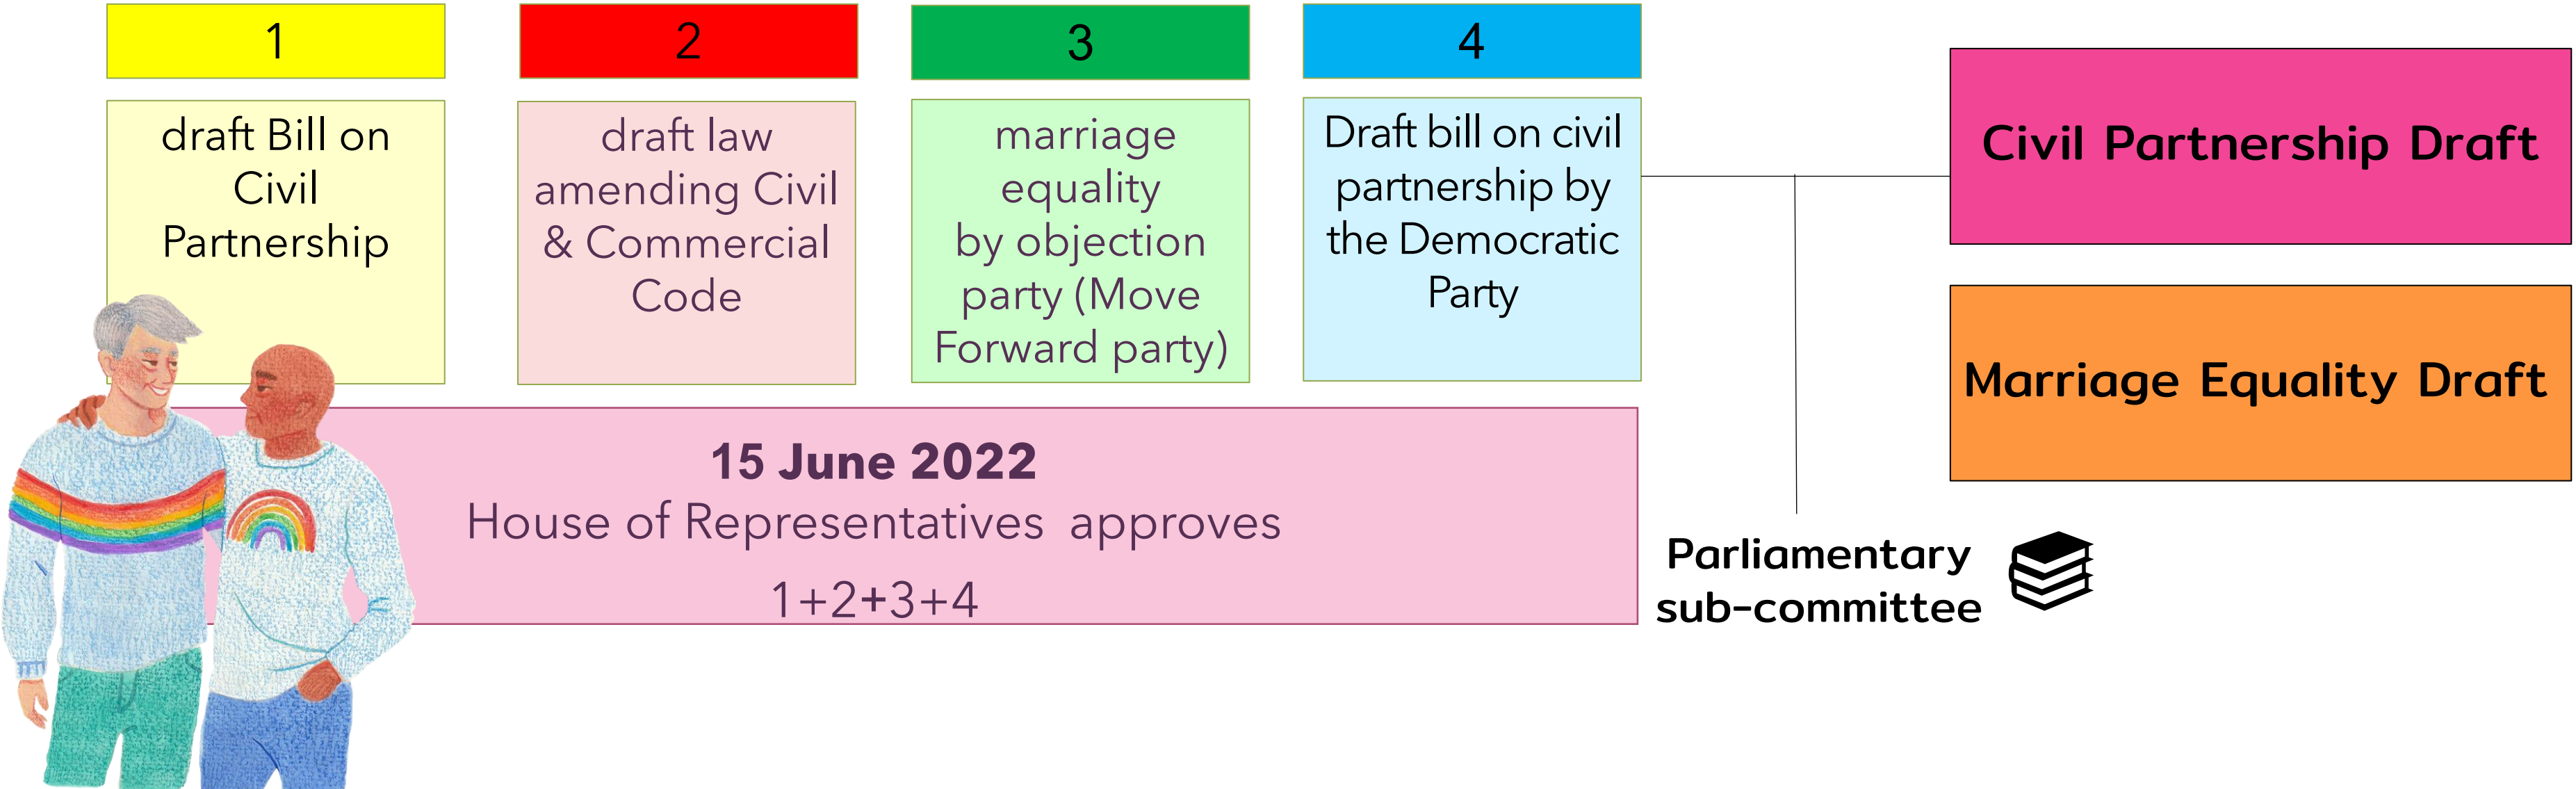 1
draft Bill on
Civil
Partnership
2
draft law
amending Civil
& Commercial
Code
3
marriage
equality
by objection
party (Move
Forward party)
4
Draft bill on civil
partnership by
the Democratic
Party
15 June 2022
House of Representatives approves
1+2+3+4
Civil Partnership Draft
Marriage Equality Draft
Parliamentary
sub-committee